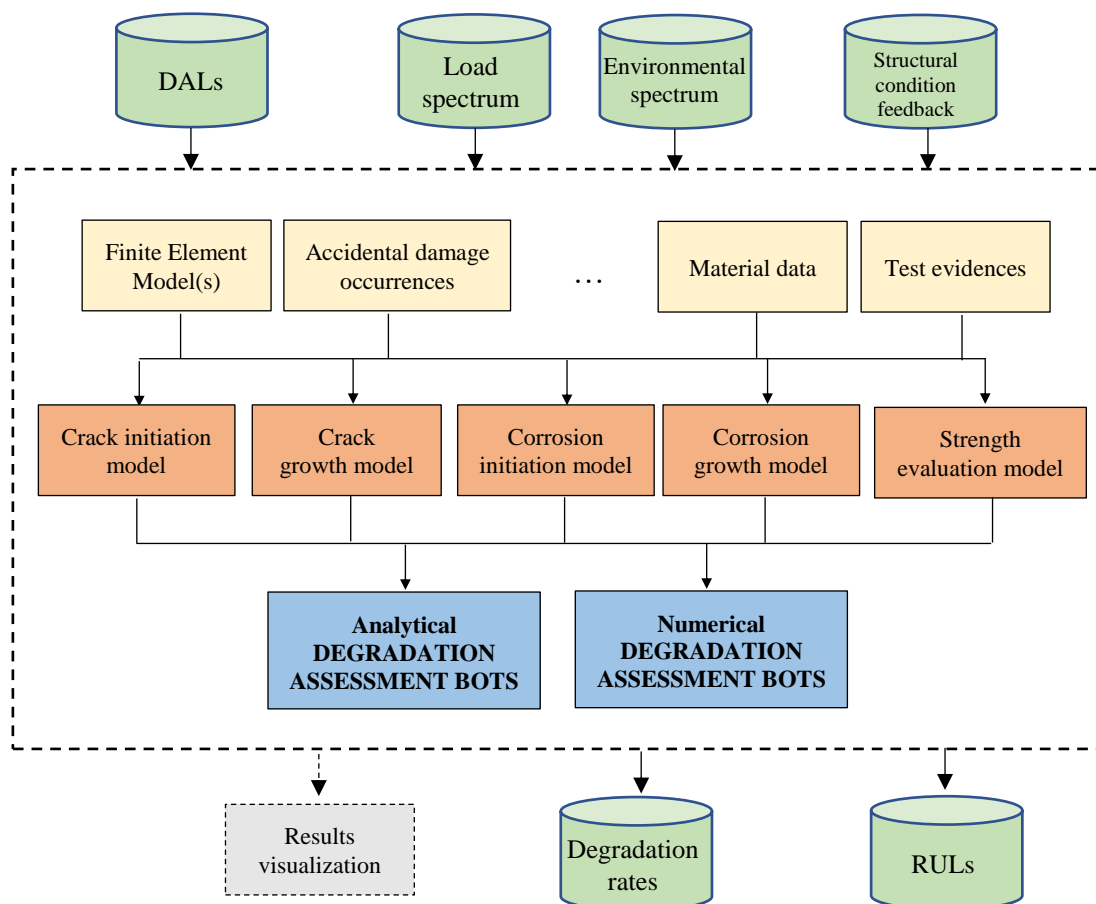 DALs
Load
spectrum
Environmental
spectrum
Structural
condition
feedback
Finite Element
Model(s)
Accidental damage
occurrences
...
Material data
Test evidences
Crack initiation
model
Crack
growth model
Corrosion
initiation model
Corrosion
growth model
Strength
evaluation model
Analytical
DEGRADATION
ASSESSMENT BOTS
Numerical
DEGRADATION
ASSESSMENT BOTS
Results
visualization
Degradation
rates
RULs